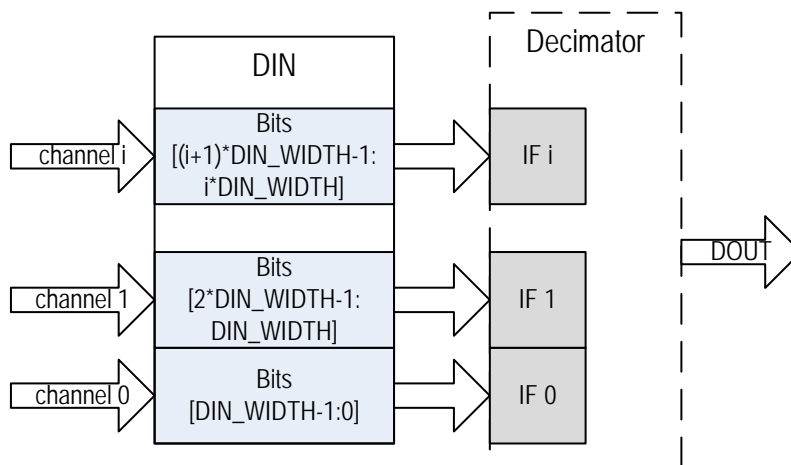 Decimator
DIN
channel i
Bits
[(i+1)*DIN_WIDTH-1:
i*DIN_WIDTH]
IF i
DOUT
channel 1
Bits
[2*DIN_WIDTH-1:
DIN_WIDTH]
IF 1
channel 0
Bits
[DIN_WIDTH-1:0]
IF 0